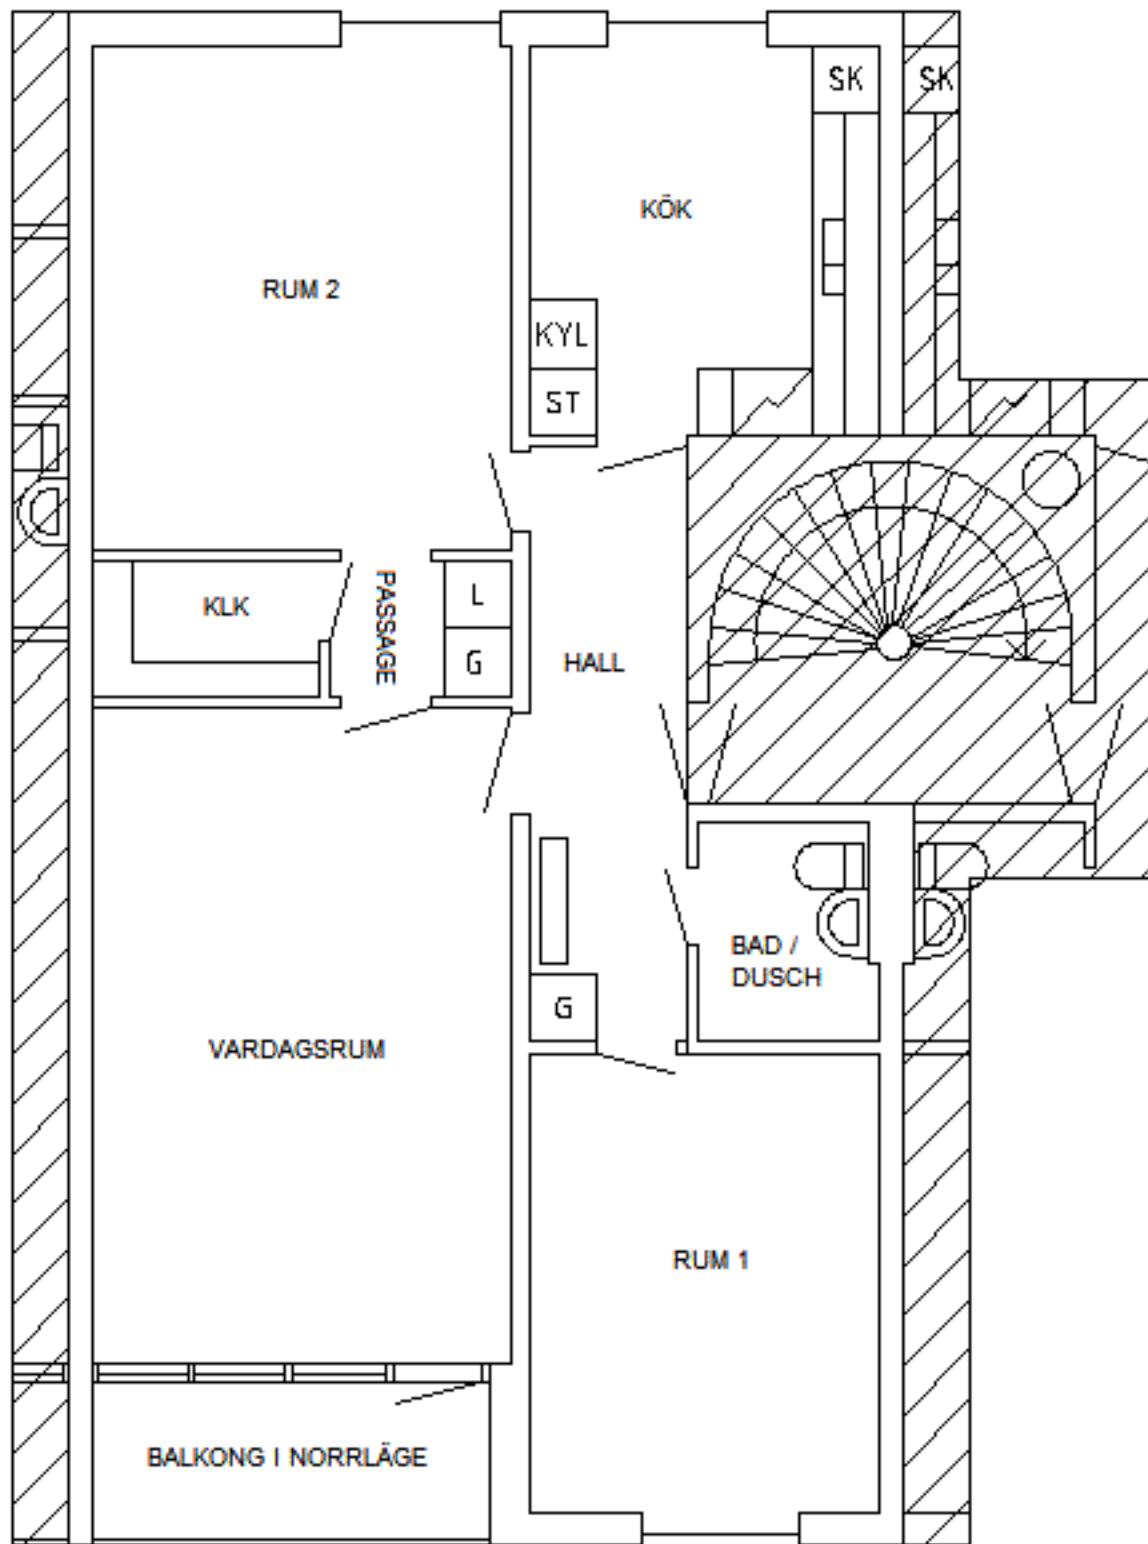 SK
SK
KÖK
RUM 2
KYL
ST
PASSAGE
L
KLK
G
HALL
BAD /
DUSCH
G
VARDAGSRUM
RUM 1
BALKONG I NORRLÄGE